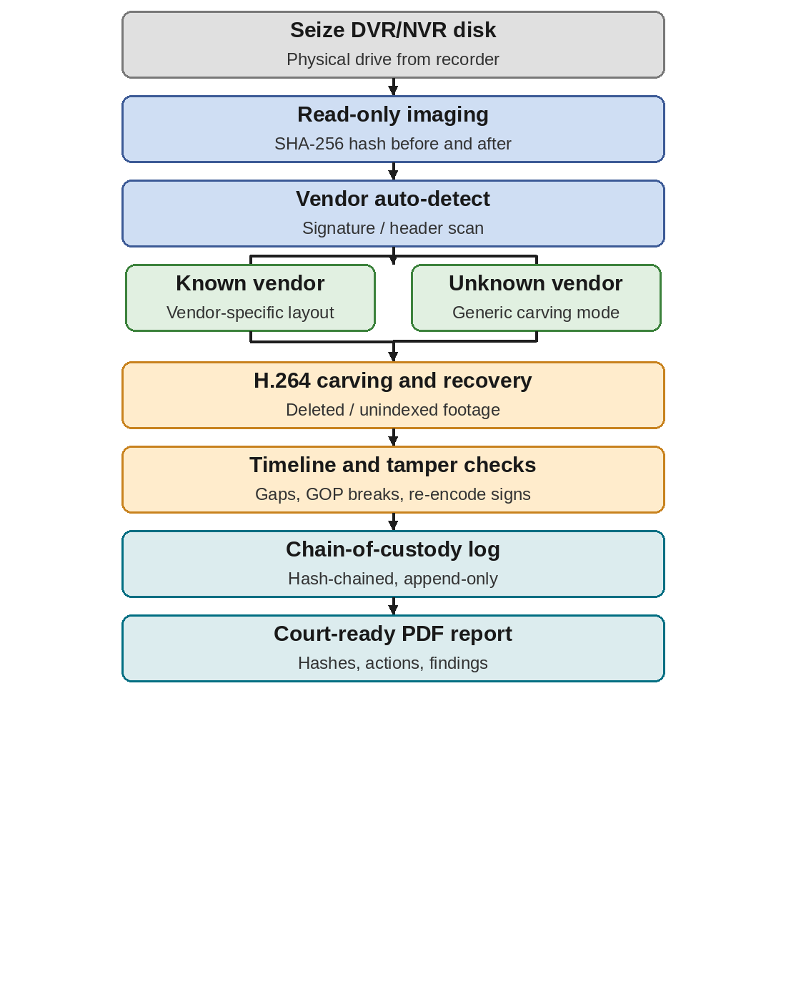 Seize DVR/NVR disk
Physical drive from recorder
Read-only imaging
SHA-256 hash before and after
Vendor auto-detect
Signature / header scan
Known vendor
Vendor-specific layout
Unknown vendor
Generic carving mode
H.264 carving and recovery
Deleted / unindexed footage
Timeline and tamper checks
Gaps, GOP breaks, re-encode signs
Chain-of-custody log
Hash-chained, append-only
Court-ready PDF report
Hashes, actions, findings